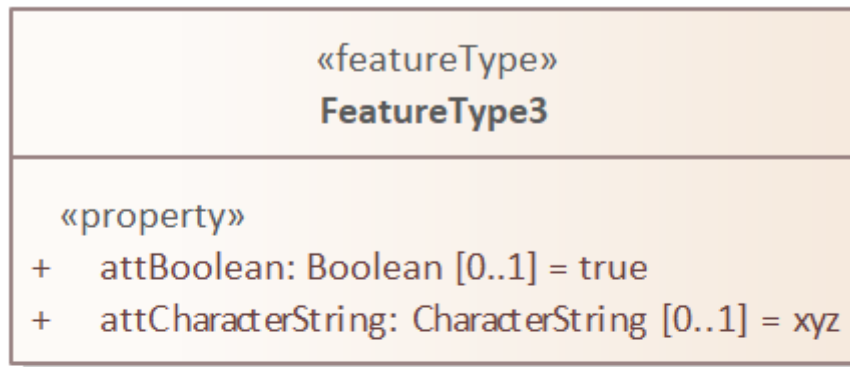 «featureType»
FeatureType3
«property»
+ attBoolean: Boolean [0..1] = true
+ attCharacterString: CharacterString [0..1] = xyz